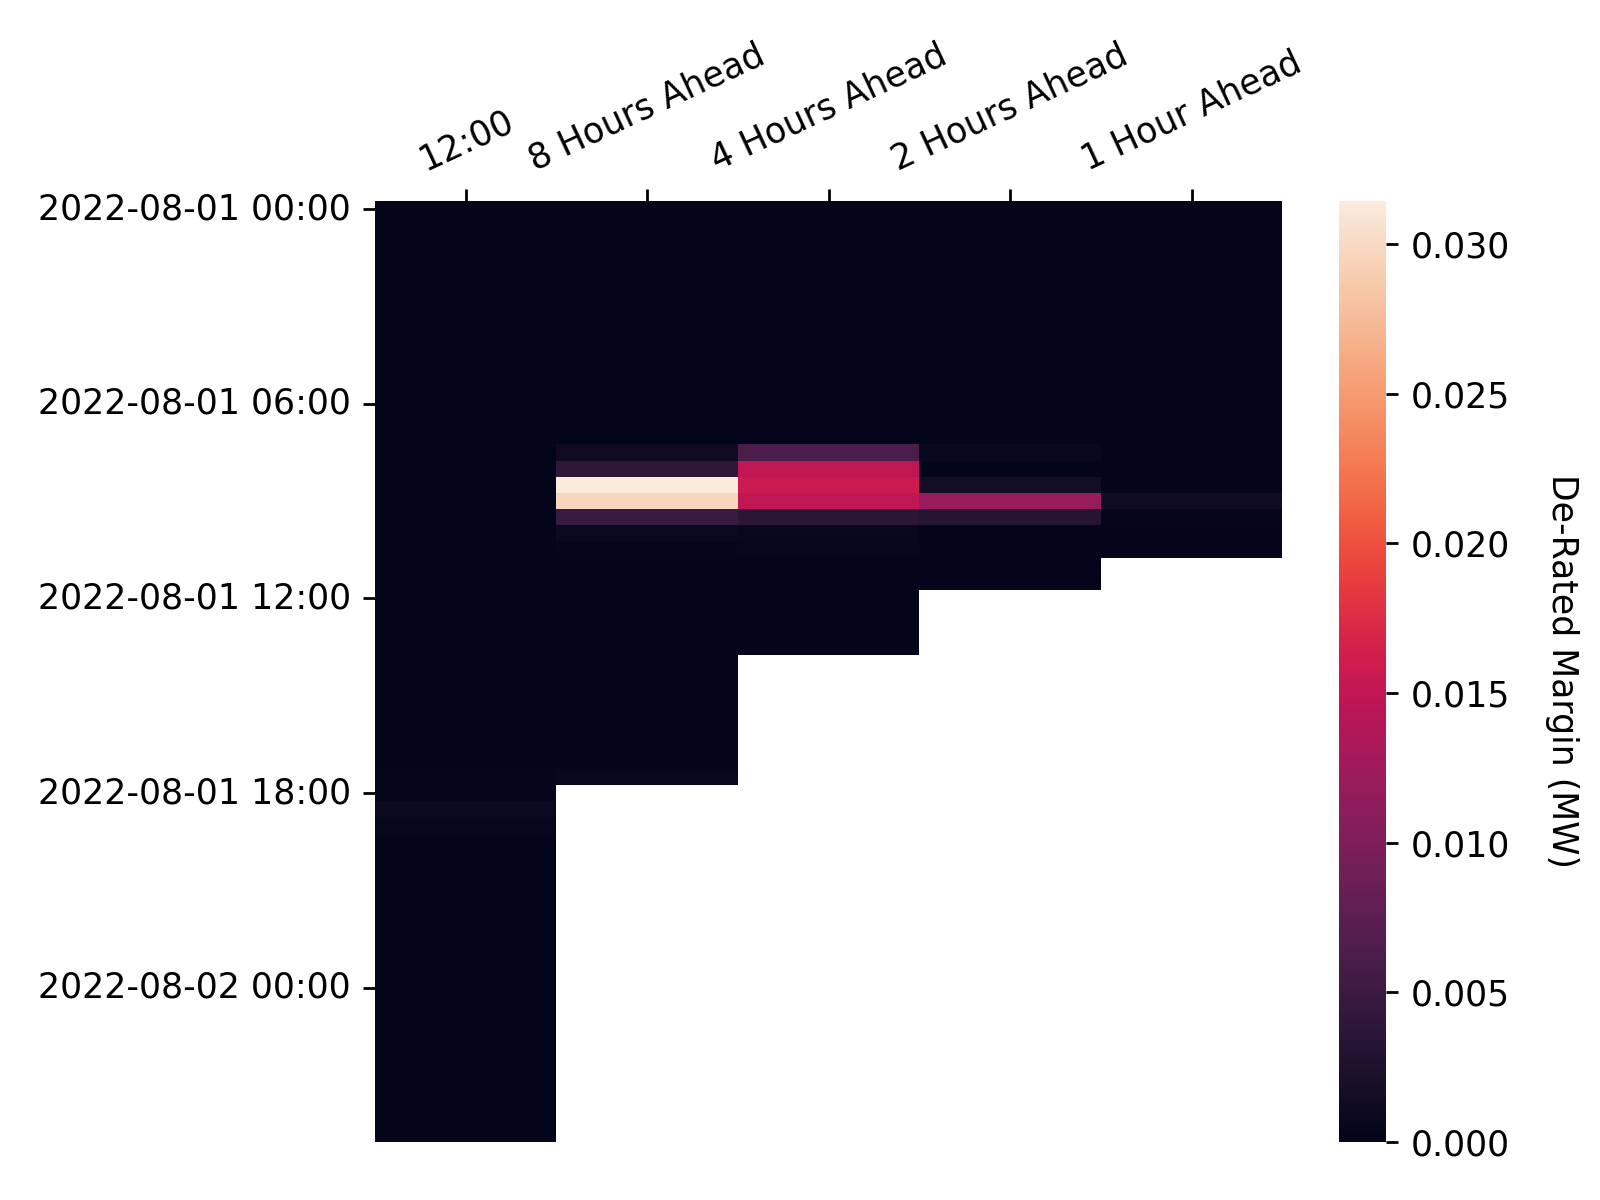 12:00
8 Hours Ahead
4 Hours Ahead
2 Hours Ahead
1 Hour Ahead
2022-08-01 00:00
2022-08-01 06:00
2022-08-01 12:00
2022-08-01 18:00
2022-08-02 00:00
0.030
0.025
0.020
0.015
0.010
0.005
0.000
De-Rated Margin (MW)